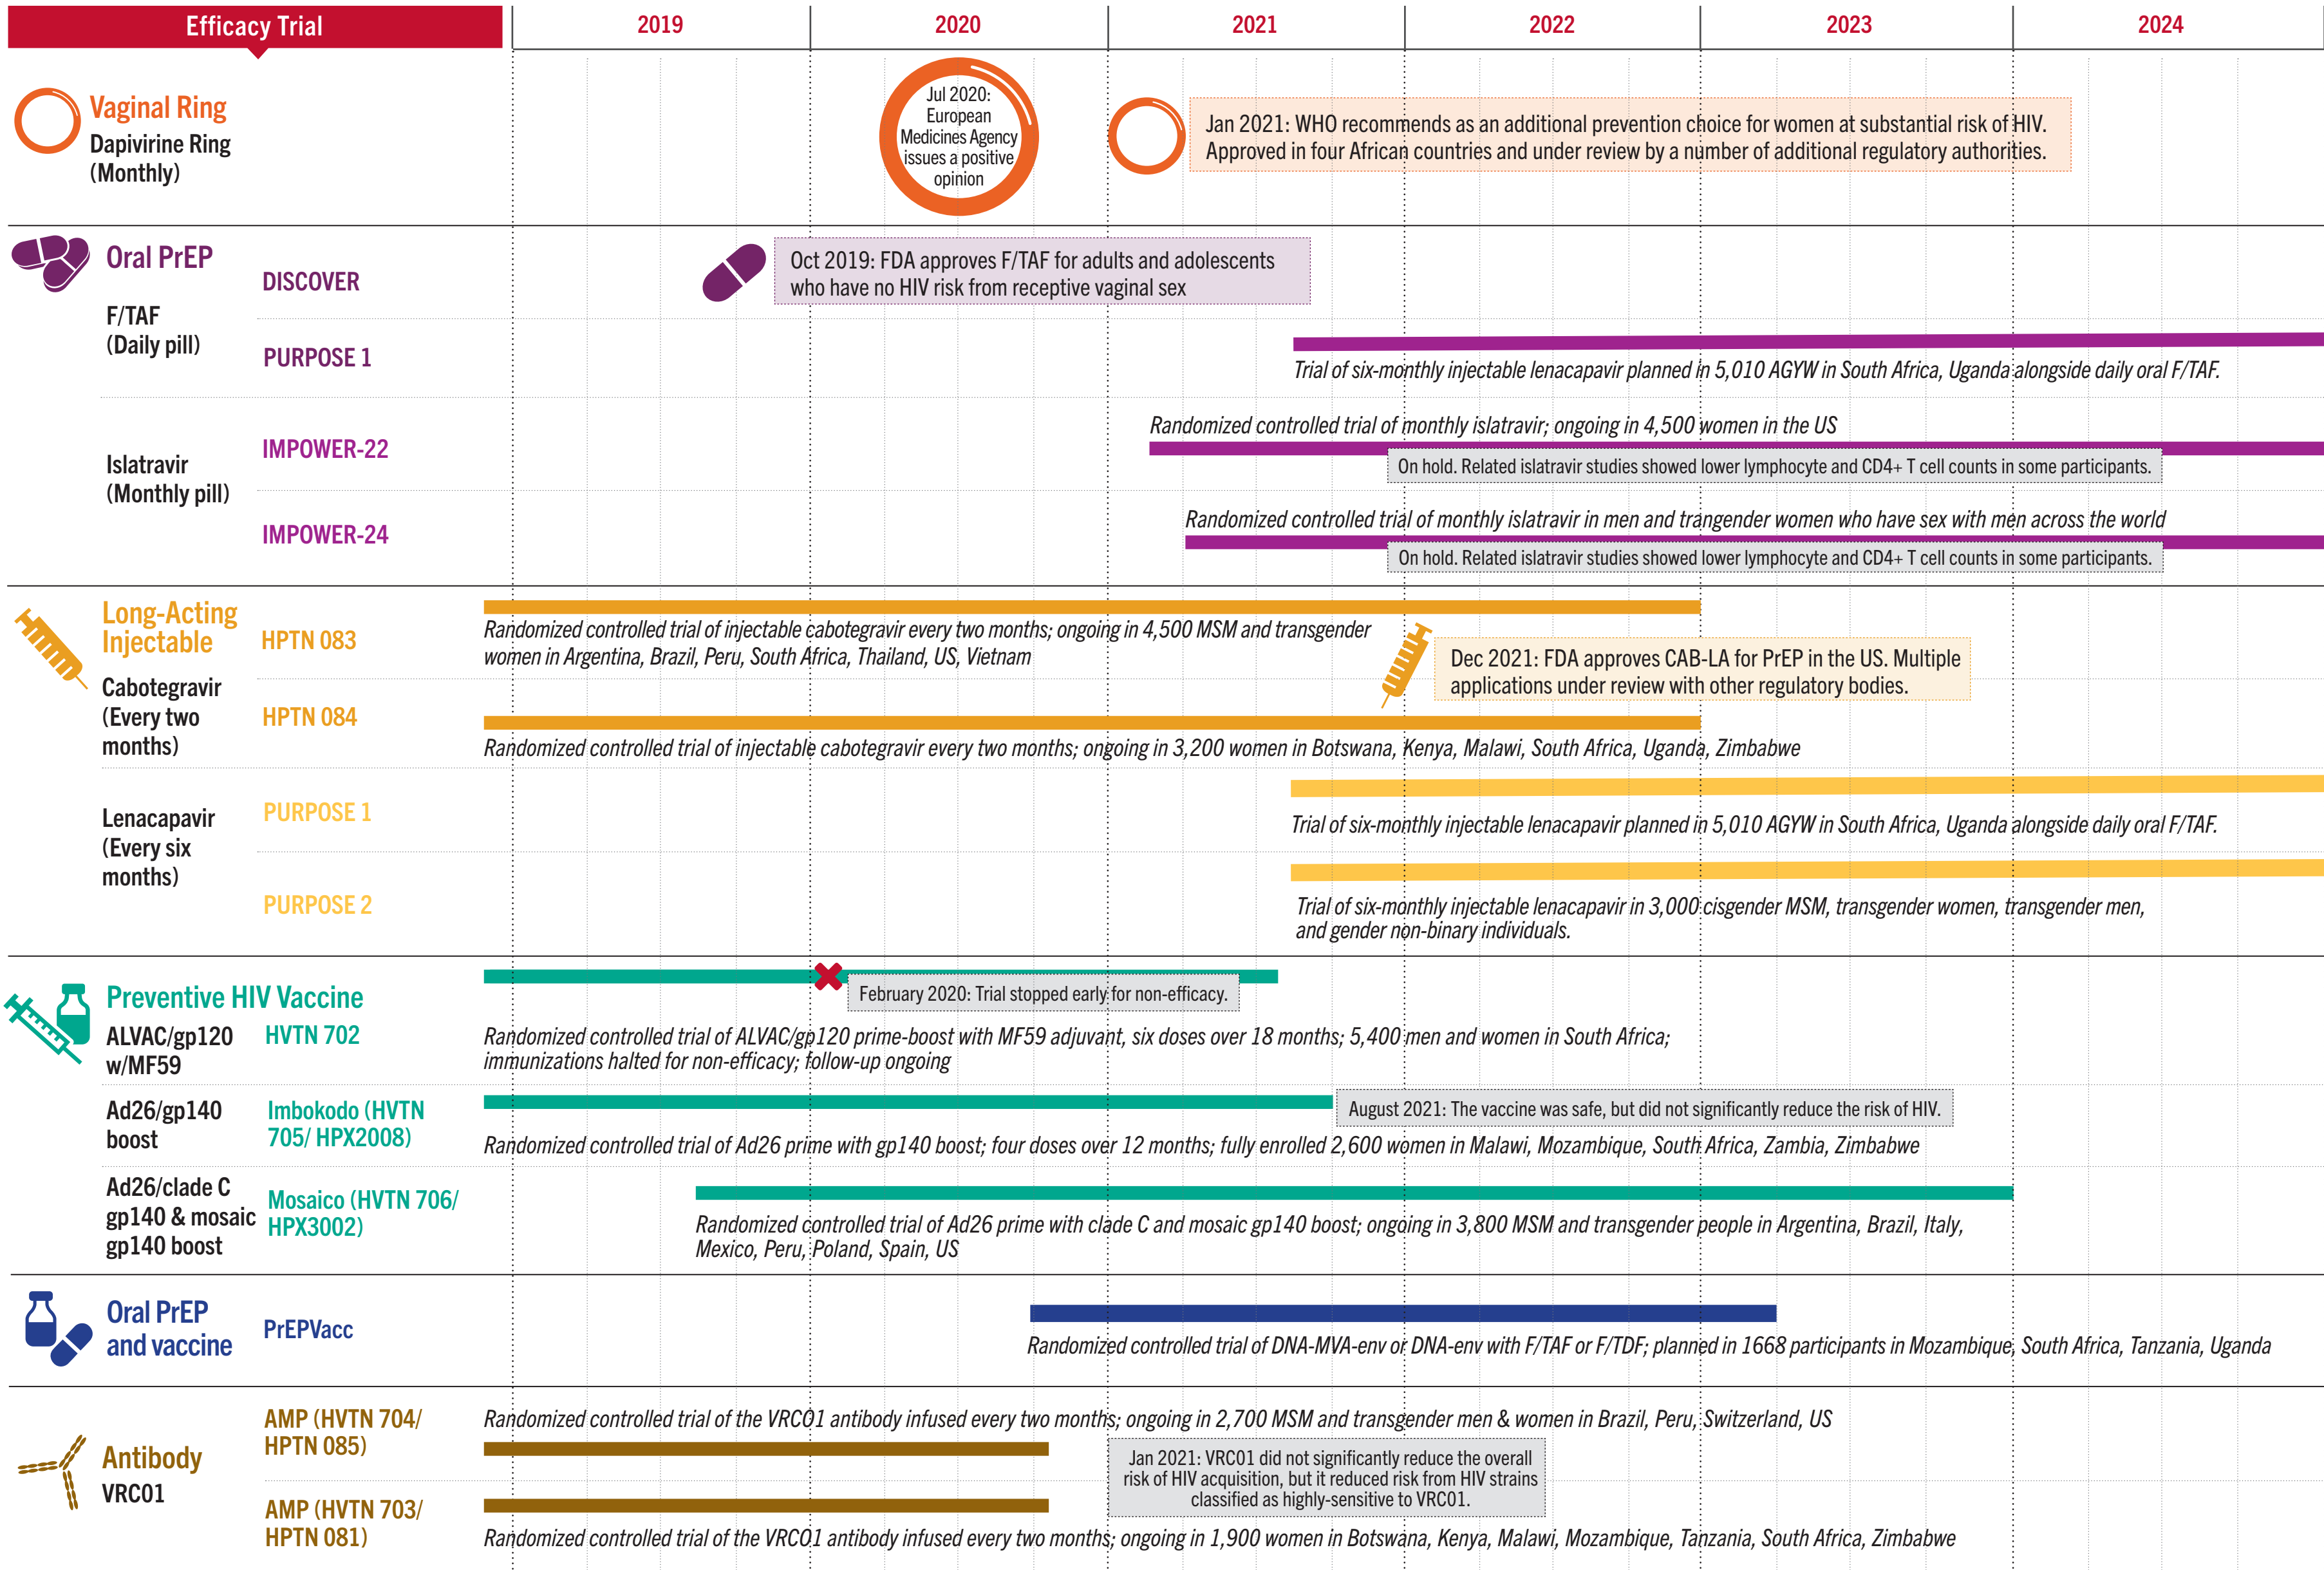 Efficacy Trial
2019
2020
2021
2022
2023
2024
Vaginal Ring
Dapivirine Ring
(Monthly)
Jul 2020:
European
Medicines Agency
issues a positive
opinion
Jan 2021: WHO recommends as an additional prevention choice for women at substantial risk of HIV.
Approved in four African countries and under review by a number of additional regulatory authorities.
Oral PrEP
F/TAF
(Daily pill)
DISCOVER
Oct 2019: FDA approves F/TAF for adults and adolescents
who have no HIV risk from receptive vaginal sex
PURPOSE 1
Trial of six-monthly injectable lenacapavir planned in 5,010 AGYW in South Africa, Uganda alongside daily oral F/TAF.
Islatravir
(Monthly pill)
IMPOWER-22
Randomized controlled trial of monthly islatravir; ongoing in 4,500 women in the US
On hold. Related islatravir studies showed lower lymphocyte and CD4+ T cell counts in some participants.
IMPOWER-24
Randomized controlled trial of monthly islatravir in men and trangender women who have sex with men across the world
On hold. Related islatravir studies showed lower lymphocyte and CD4+ T cell counts in some participants.
Long-Acting
Injectable
Cabotegravir
(Every two
months)
HPTN 083
Randomized controlled trial of injectable cabotegravir every two months; ongoing in 4,500 MSM and transgender
women in Argentina, Brazil, Peru, South Africa, Thailand, US, Vietnam
Dec 2021: FDA approves CAB-LA for PrEP in the US. Multiple
applications under review with other regulatory bodies.
HPTN 084
Randomized controlled trial of injectable cabotegravir every two months; ongoing in 3,200 women in Botswana, Kenya, Malawi, South Africa, Uganda, Zimbabwe
Lenacapavir
(Every six
months)
PURPOSE 1
Trial of six-monthly injectable lenacapavir planned in 5,010 AGYW in South Africa, Uganda alongside daily oral F/TAF.
PURPOSE 2
Trial of six-monthly injectable lenacapavir in 3,000 cisgender MSM, transgender women, transgender men,
and gender non-binary individuals.
Preventive HIV Vaccine
ALVAC/gp120
w/MF59
HVTN 702
February 2020: Trial stopped early for non-efficacy.
Randomized controlled trial of ALVAC/gp120 prime-boost with MF59 adjuvant, six doses over 18 months; 5,400 men and women in South Africa;
immunizations halted for non-efficacy; follow-up ongoing
Ad26/gp140
boost
Imbokodo (HVTN
705/ HPX2008)
August 2021: The vaccine was safe, but did not significantly reduce the risk of HIV.
Randomized controlled trial of Ad26 prime with gp140 boost; four doses over 12 months; fully enrolled 2,600 women in Malawi, Mozambique, South Africa, Zambia, Zimbabwe
Ad26/clade C
gp140 & mosaic
gp140 boost
Mosaico (HVTN 706/
HPX3002)
Randomized controlled trial of Ad26 prime with clade C and mosaic gp140 boost; ongoing in 3,800 MSM and transgender people in Argentina, Brazil, Italy,
Mexico, Peru, Poland, Spain, US
Oral PrEP
and vaccine
PrEPVacc
Randomized controlled trial of DNA-MVA-env or DNA-env with F/TAF or F/TDF; planned in 1668 participants in Mozambique, South Africa, Tanzania, Uganda
Antibody
VRC01
AMP (HVTN 704/
HPTN 085)
Randomized controlled trial of the VRC01 antibody infused every two months; ongoing in 2,700 MSM and transgender men & women in Brazil, Peru, Switzerland, US
Jan 2021: VRC01 did not significantly reduce the overall
risk of HIV acquisition, but it reduced risk from HIV strains
classified as highly-sensitive to VRC01.
AMP (HVTN 703/
HPTN 081)
Randomized controlled trial of the VRC01 antibody infused every two months; ongoing in 1,900 women in Botswana, Kenya, Malawi, Mozambique, Tanzania, South Africa, Zimbabwe